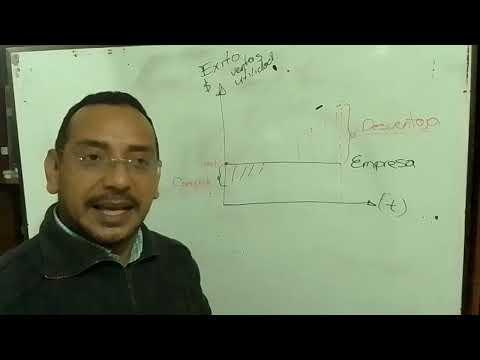 Exito
ventas
$ utilidad
Desventaja
Empresa
(t)